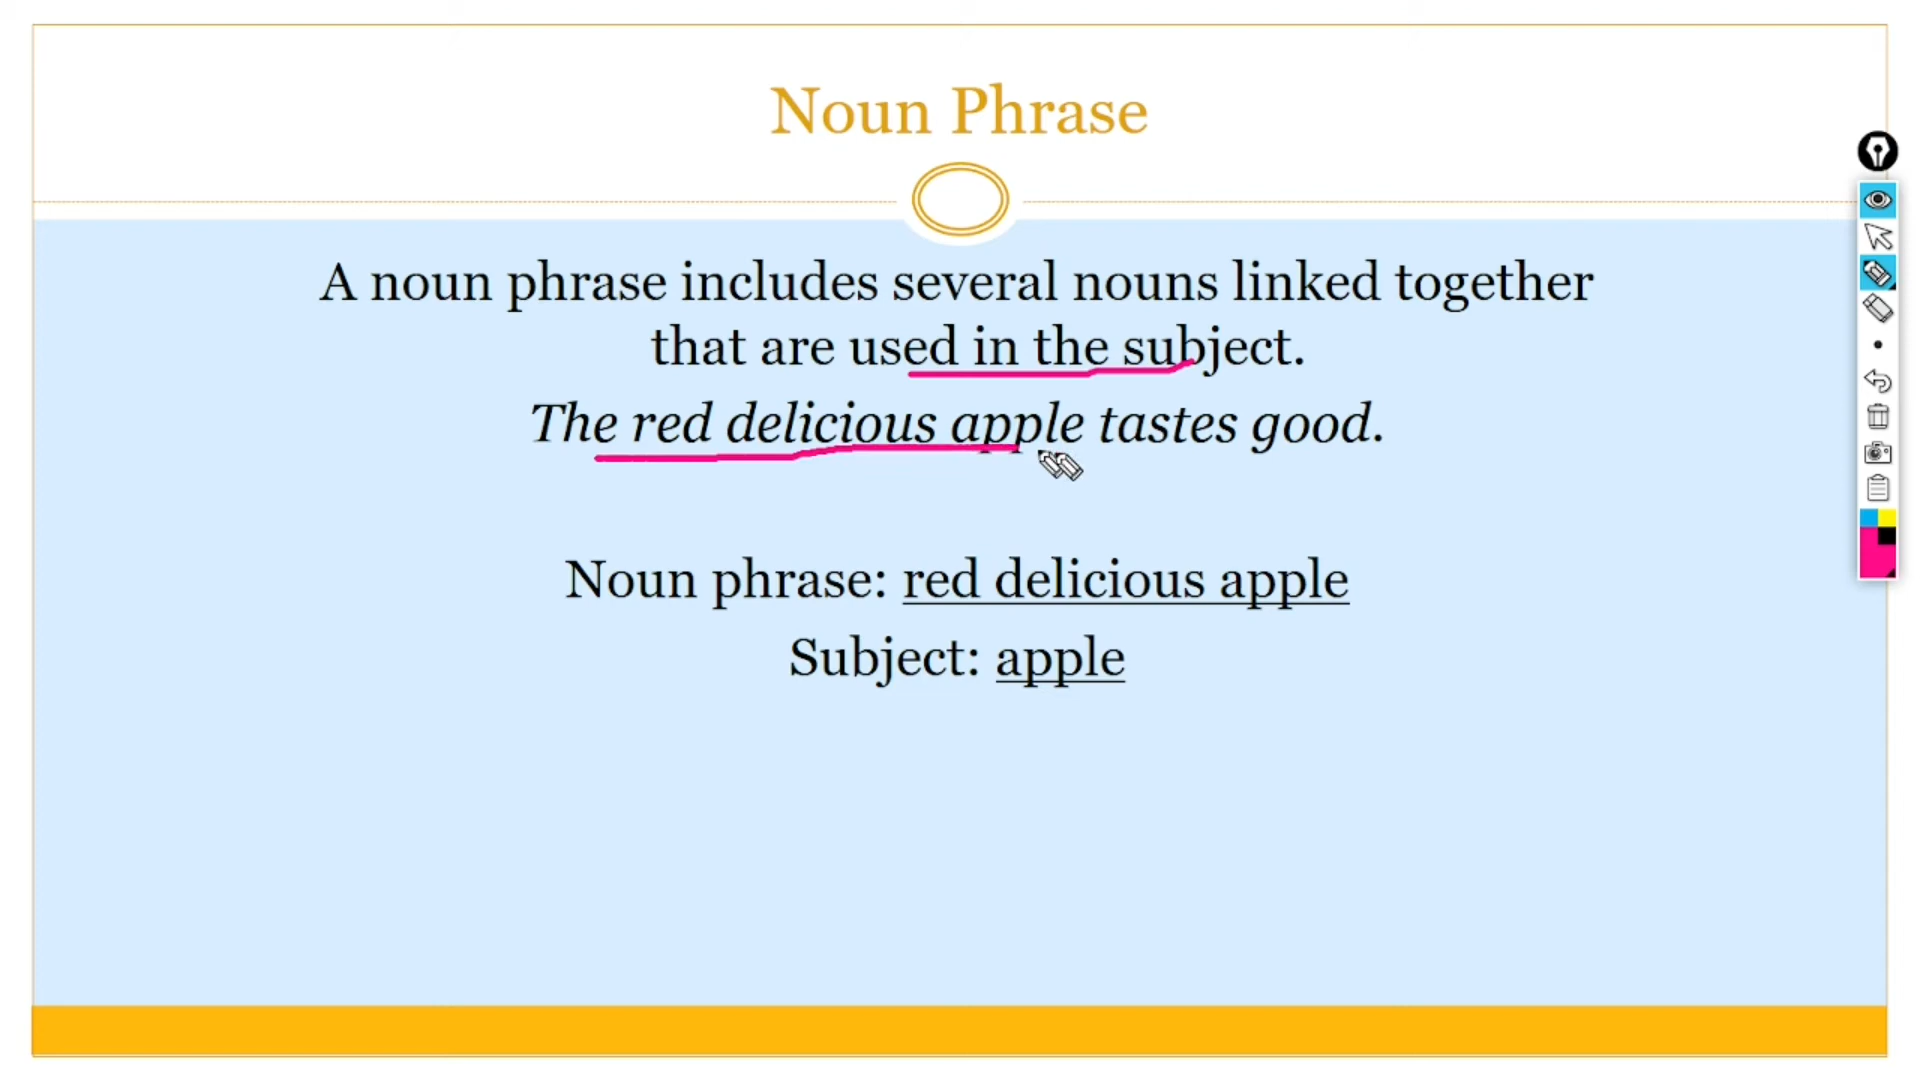 Noun Phrase
A noun phrase includes several nouns linked together
that are used in the subject.
The red delicious apple tastes good.
Noun phrase: red delicious apple
Subject: apple